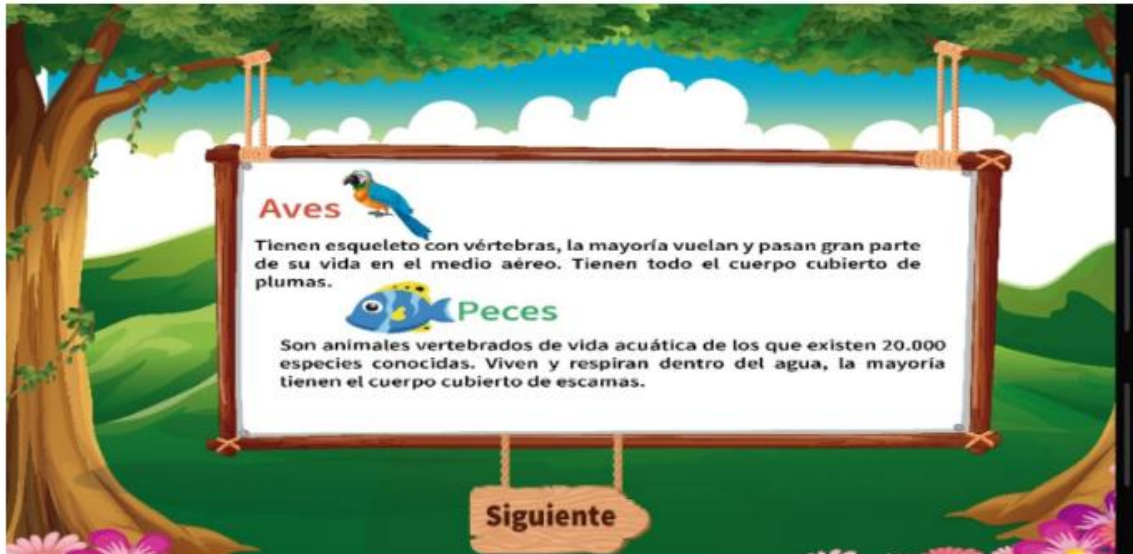 Aves
Tienen esqueleto con vértebras, la mayoría vuelan y pasan gran parte
de su vida en el medio aéreo. Tienen todo el cuerpo cubierto de
plumas.
Peces
Son animales vertebrados de vida acuática de los que existen 20.000
especies conocidas. Viven y respiran dentro del agua, la mayoría
tienen el cuerpo cubierto de escamas.
Siguiente